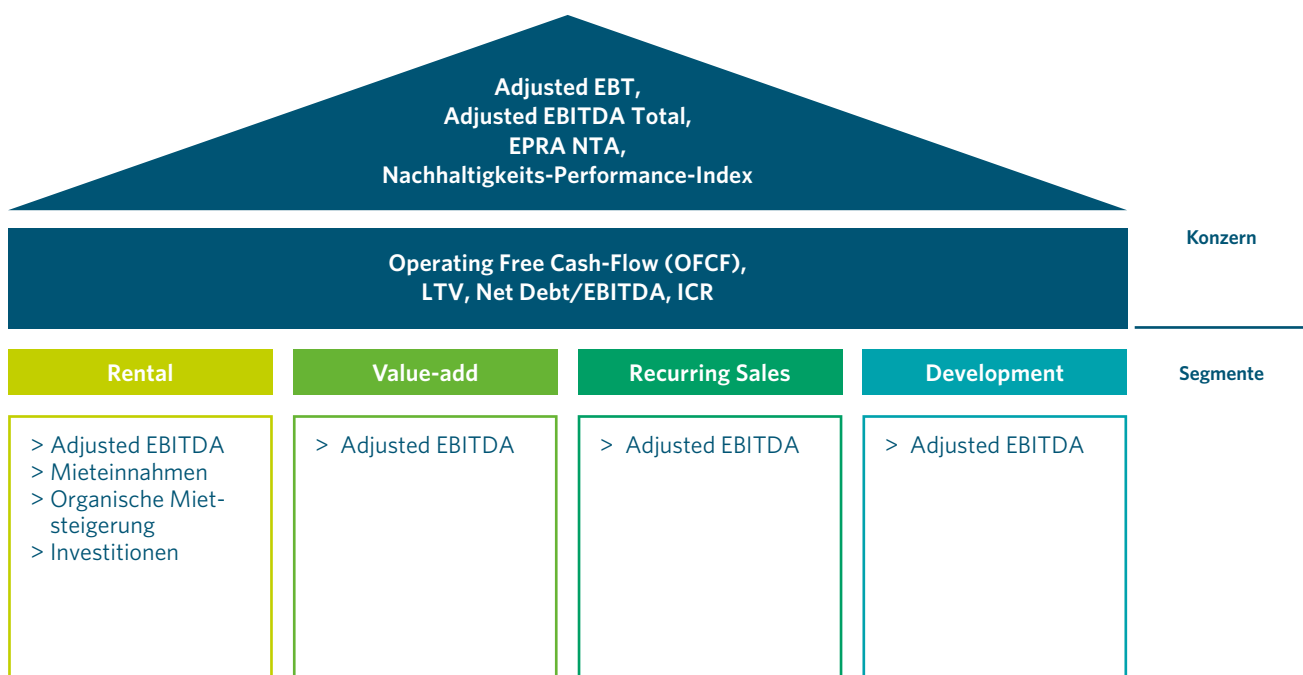 Adjusted EBT,
Adjusted EBITDA Total,
EPRA NTA,
Nachhaltigkeits-Performance-Index
Konzern
Operating Free Cash-Flow (OFCF),
LTV, Net Debt/EBITDA, ICR
Rental
Value-add
Recurring Sales
Development
Segmente
> Adjusted EBITDA
> Mieteinnahmen
> Organische Miet-
steigerung
> Investitionen
> Adjusted EBITDA
> Adjusted EBITDA
> Adjusted EBITDA